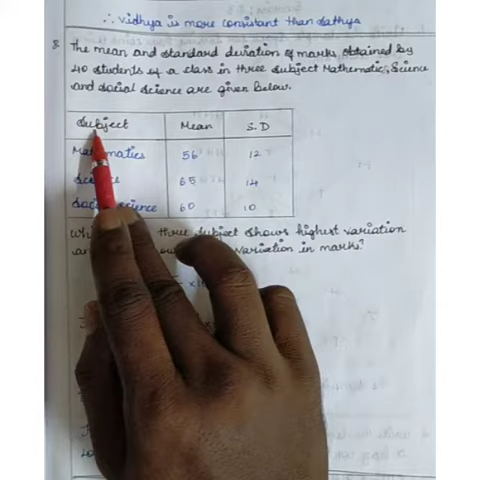 ∴ Vidhya is more consistant than Sathya
8. The mean and standard deviation of marks obtained by
40 students of a class in three subject Mathematic, Science
and social science are given below.
Subject Mean S.D
Mathematics 56 12
65 14
science 60 10
three subject shows highest variation
variation in marks?